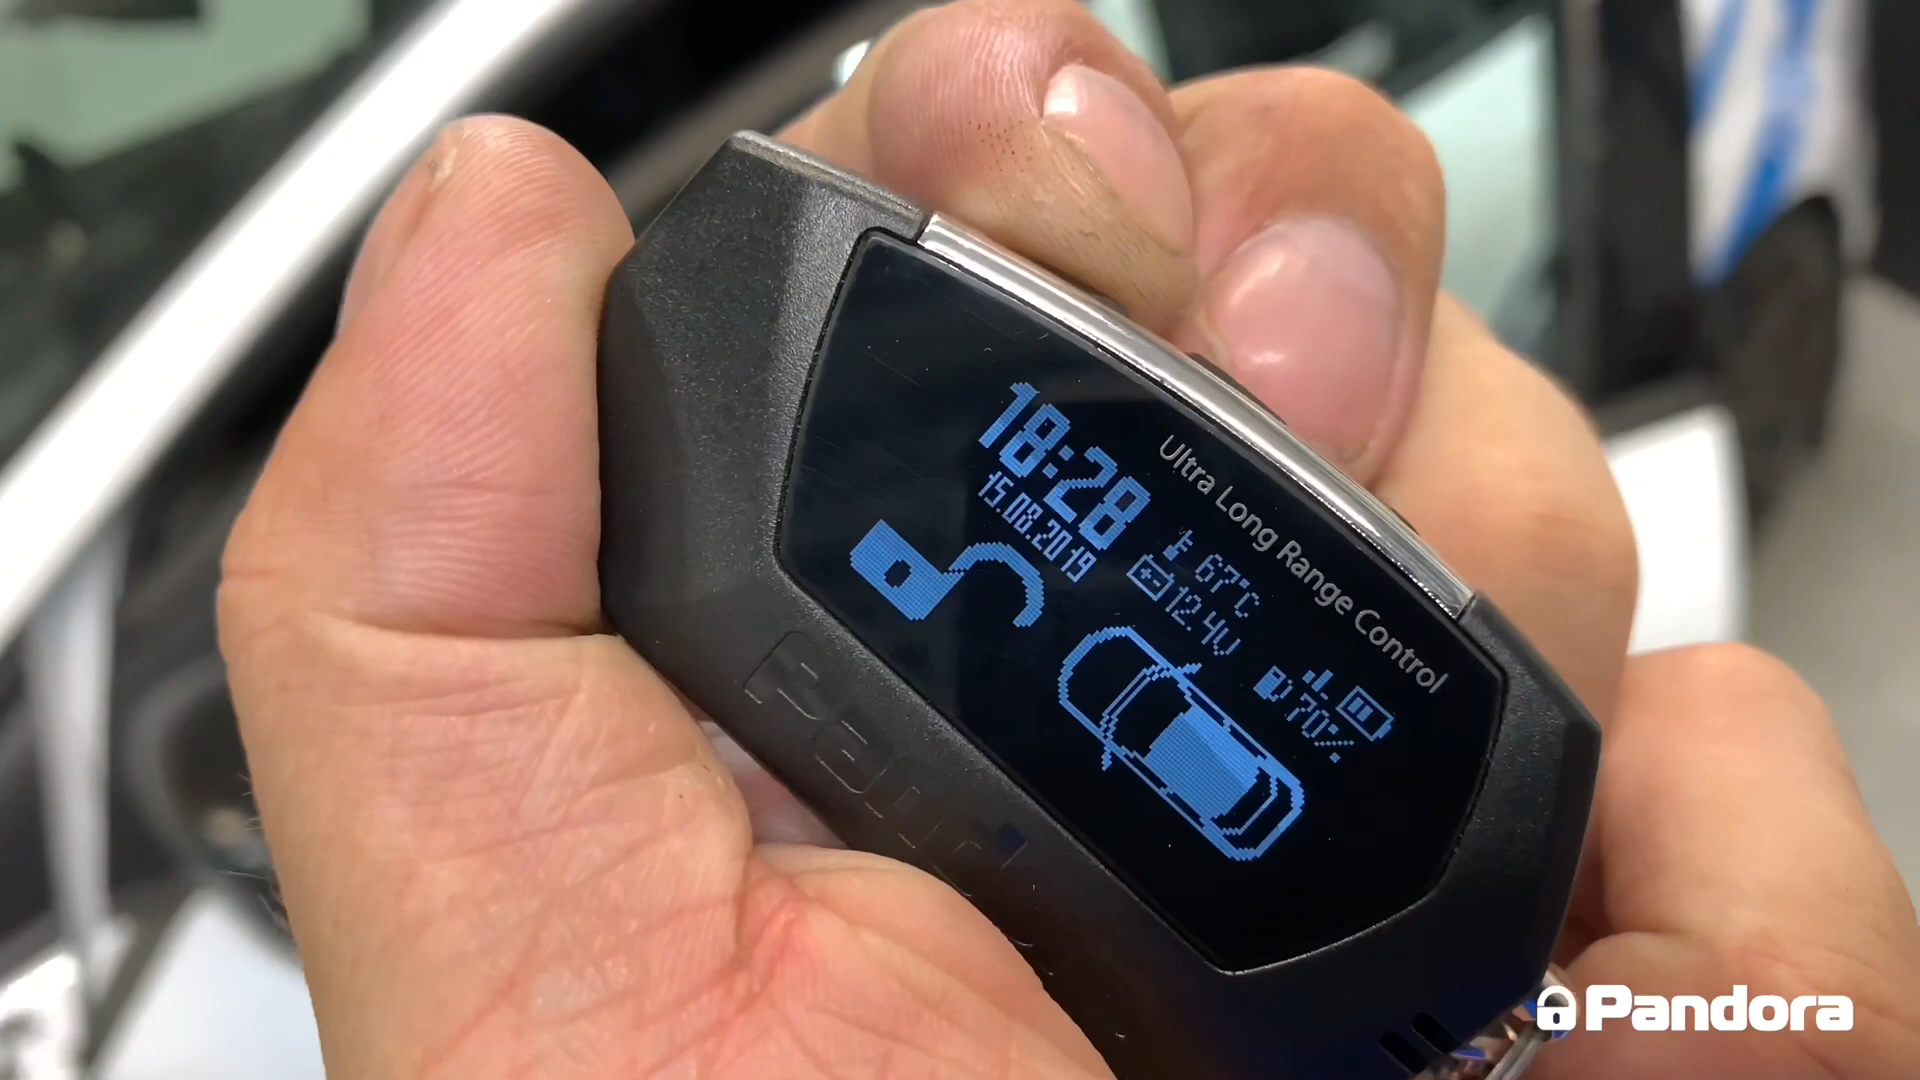 Ultra Long Range Control
18:28
15.08.2019
67°C
12.4V
70%
Pandora